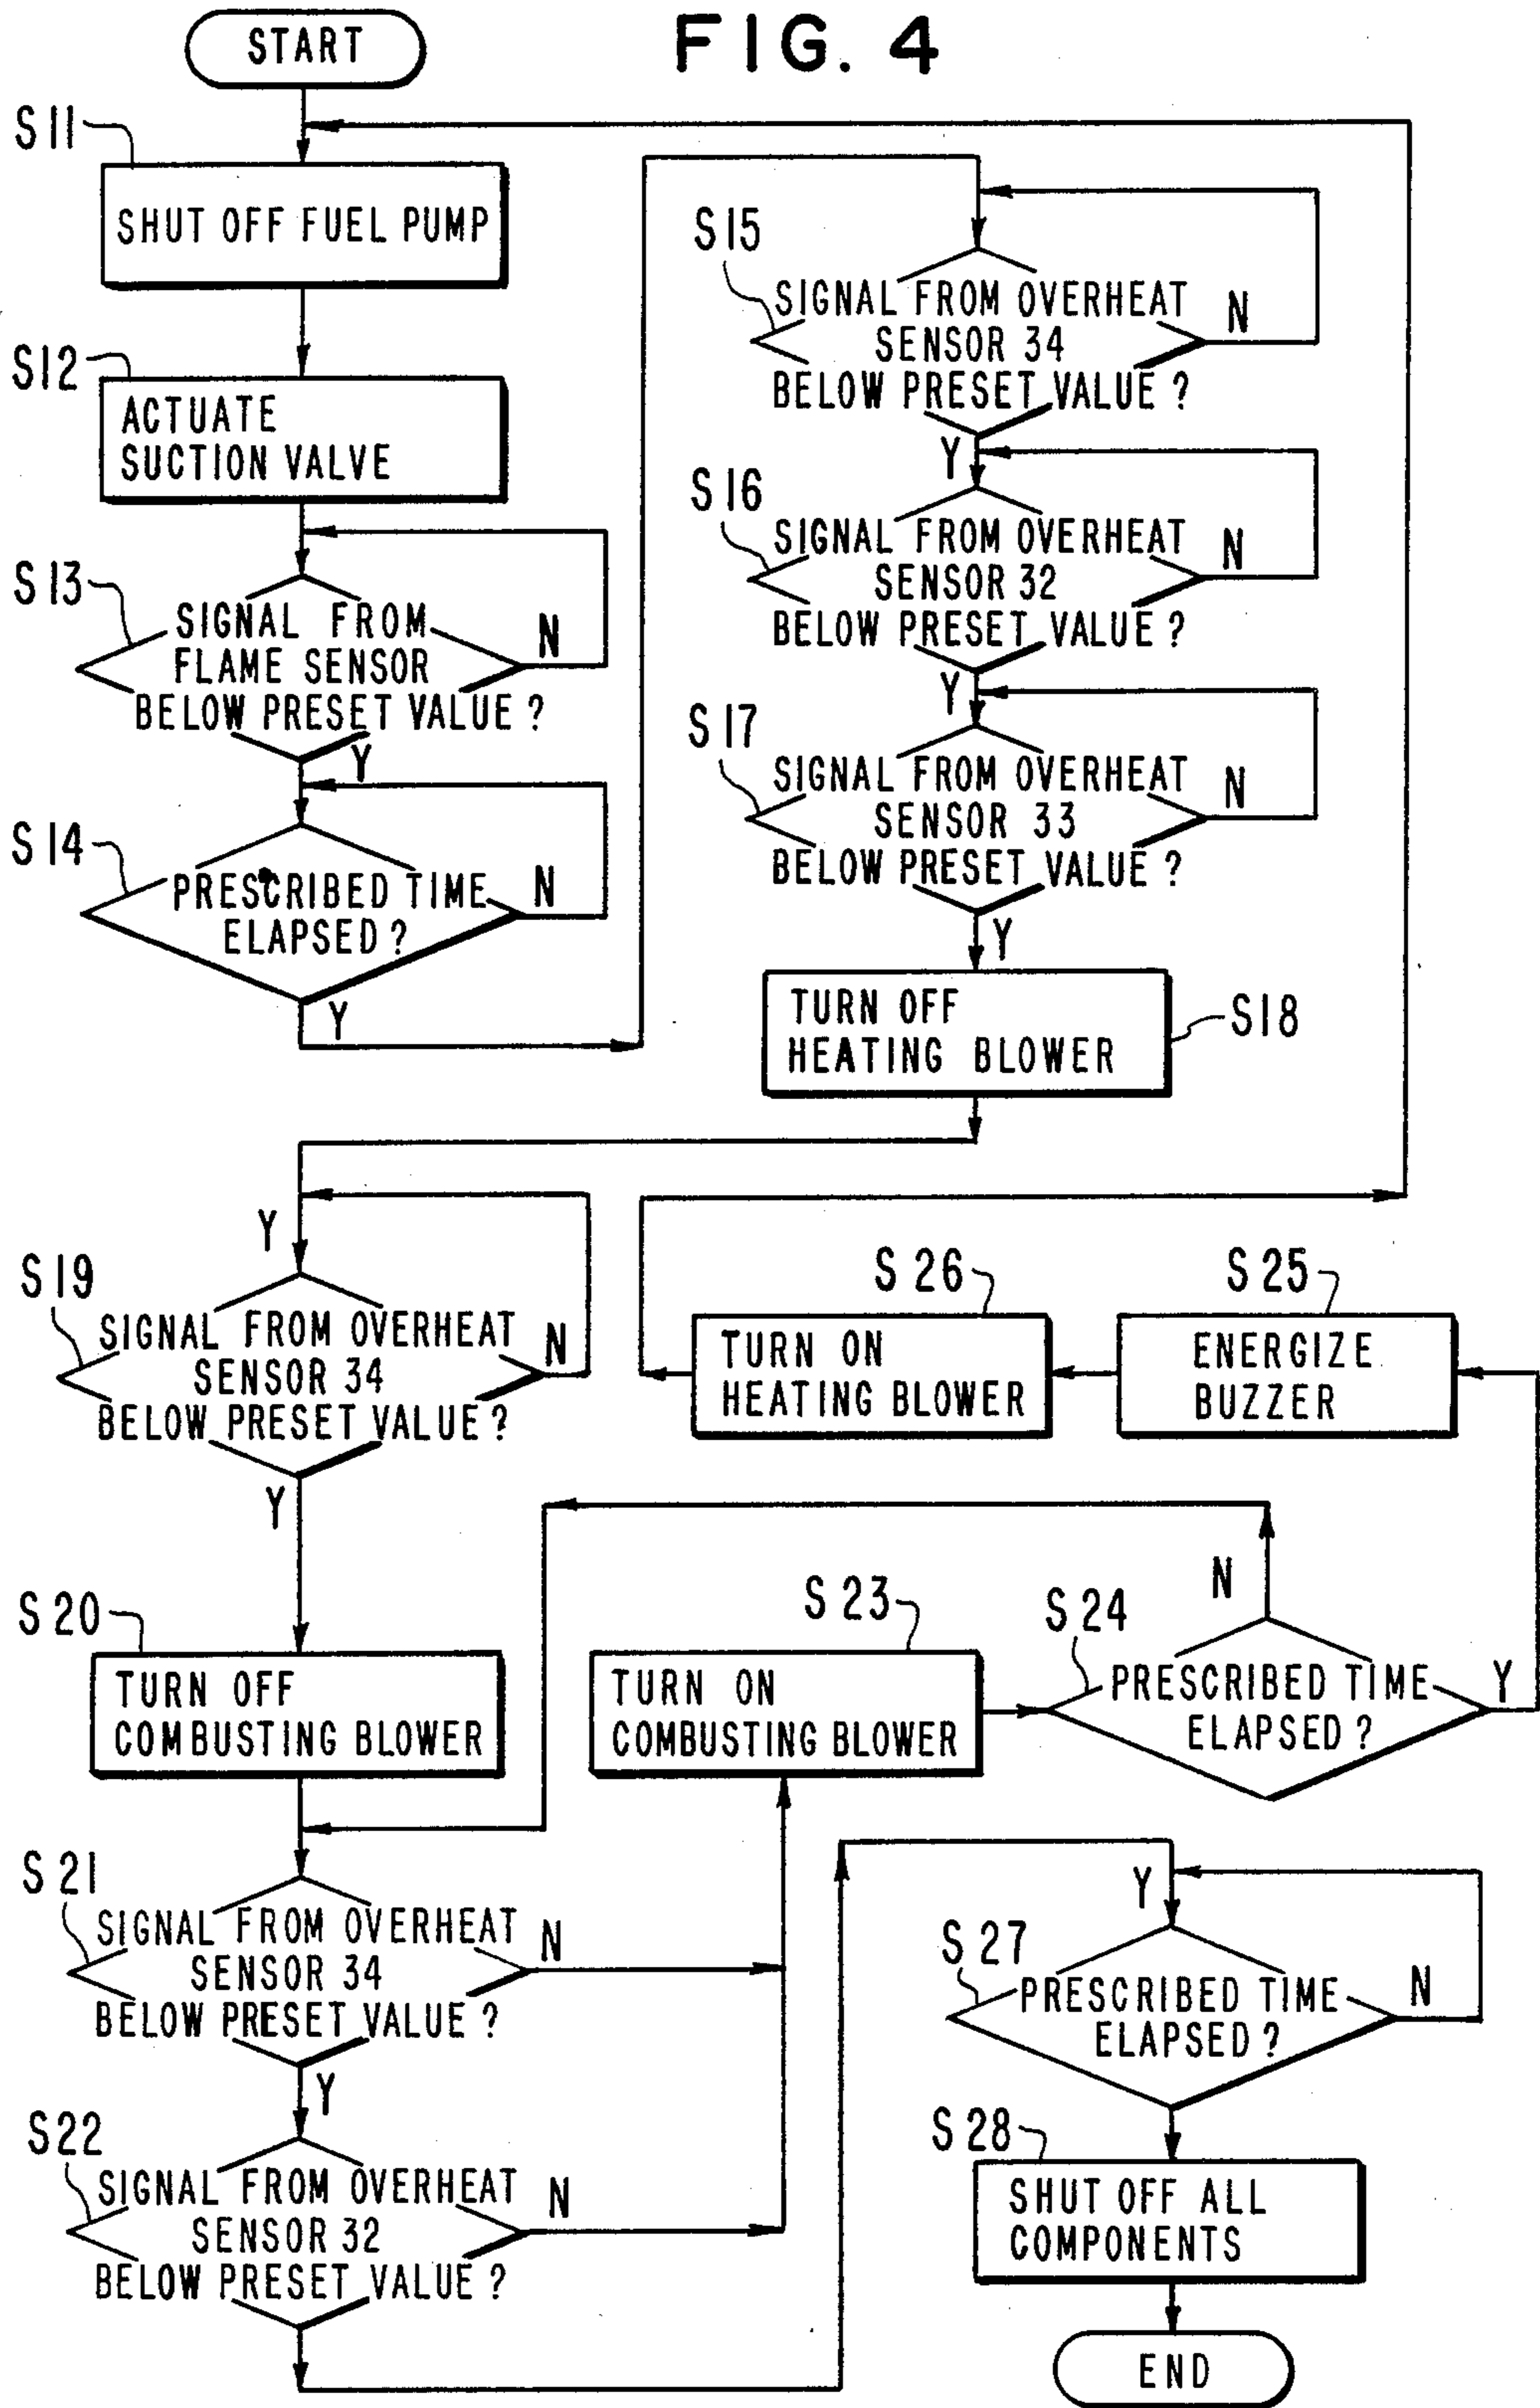 FIG. 4
START
S11
SHUT OFF FUEL PUMP
S12
ACTUATE
SUCTION VALVE
S13
SIGNAL FROM
FLAME SENSOR
BELOW PRESET VALUE?
N
Y
S14
PRESCRIBED TIME
ELAPSED?
N
Y
S15
SIGNAL FROM OVERHEAT
SENSOR 34
BELOW PRESET VALUE?
N
Y
S16
SIGNAL FROM OVERHEAT
SENSOR 32
BELOW PRESET VALUE?
N
Y
S17
SIGNAL FROM OVERHEAT
SENSOR 33
BELOW PRESET VALUE?
N
Y
TURN OFF
HEATING BLOWER
S18
Y
S19
SIGNAL FROM OVERHEAT
SENSOR 34
BELOW PRESET VALUE?
N
Y
S20
TURN OFF
COMBUSTING BLOWER
S21
SIGNAL FROM OVERHEAT
SENSOR 34
BELOW PRESET VALUE?
N
Y
S22
SIGNAL FROM OVERHEAT
SENSOR 32
BELOW PRESET VALUE?
N
S23
TURN ON
COMBUSTING BLOWER
S24
PRESCRIBED TIME
ELAPSED?
N
Y
S25
ENERGIZE
BUZZER
S26
TURN ON
HEATING BLOWER
Y
S27
PRESCRIBED TIME
ELAPSED?
N
S28
SHUT OFF ALL
COMPONENTS
END